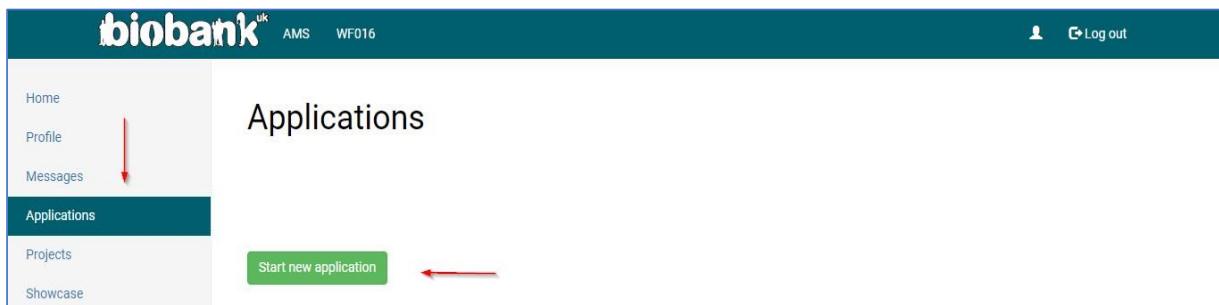 biobank uk AMS WF016 Log out
Home
Profile
Messages
Applications
Projects
Showcase
Applications
Start new application